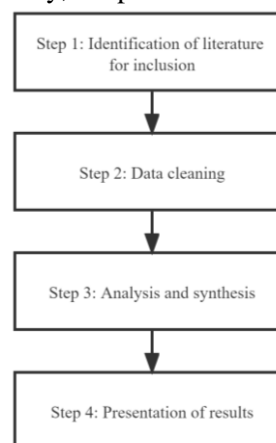 Step 1: Identification of literature
for inclusion
Step 2: Data cleaning
Step 3: Analysis and synthesis
Step 4: Presentation of results